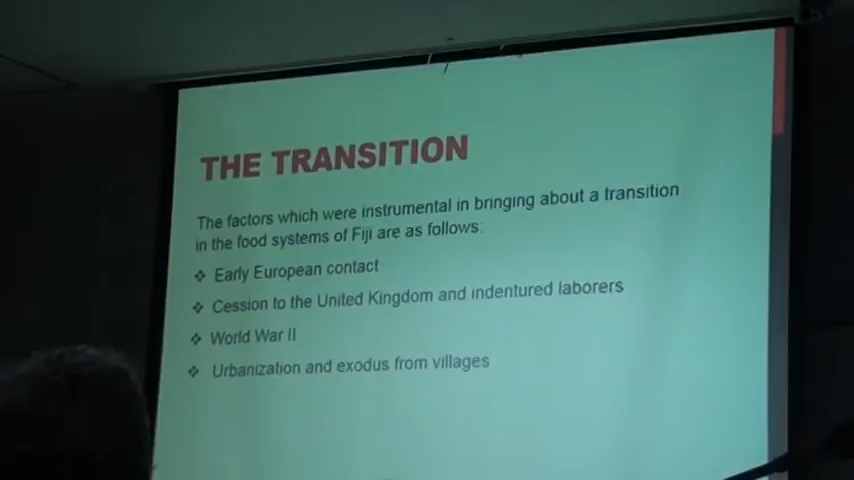 THE TRANSITION
The factors which were instrumental in bringing about a transition
in the food systems of Fiji are as follows:
❖ Early European contact
❖ Cession to the United Kingdom and indentured laborers
❖ World War II
❖ Urbanization and exodus from villages